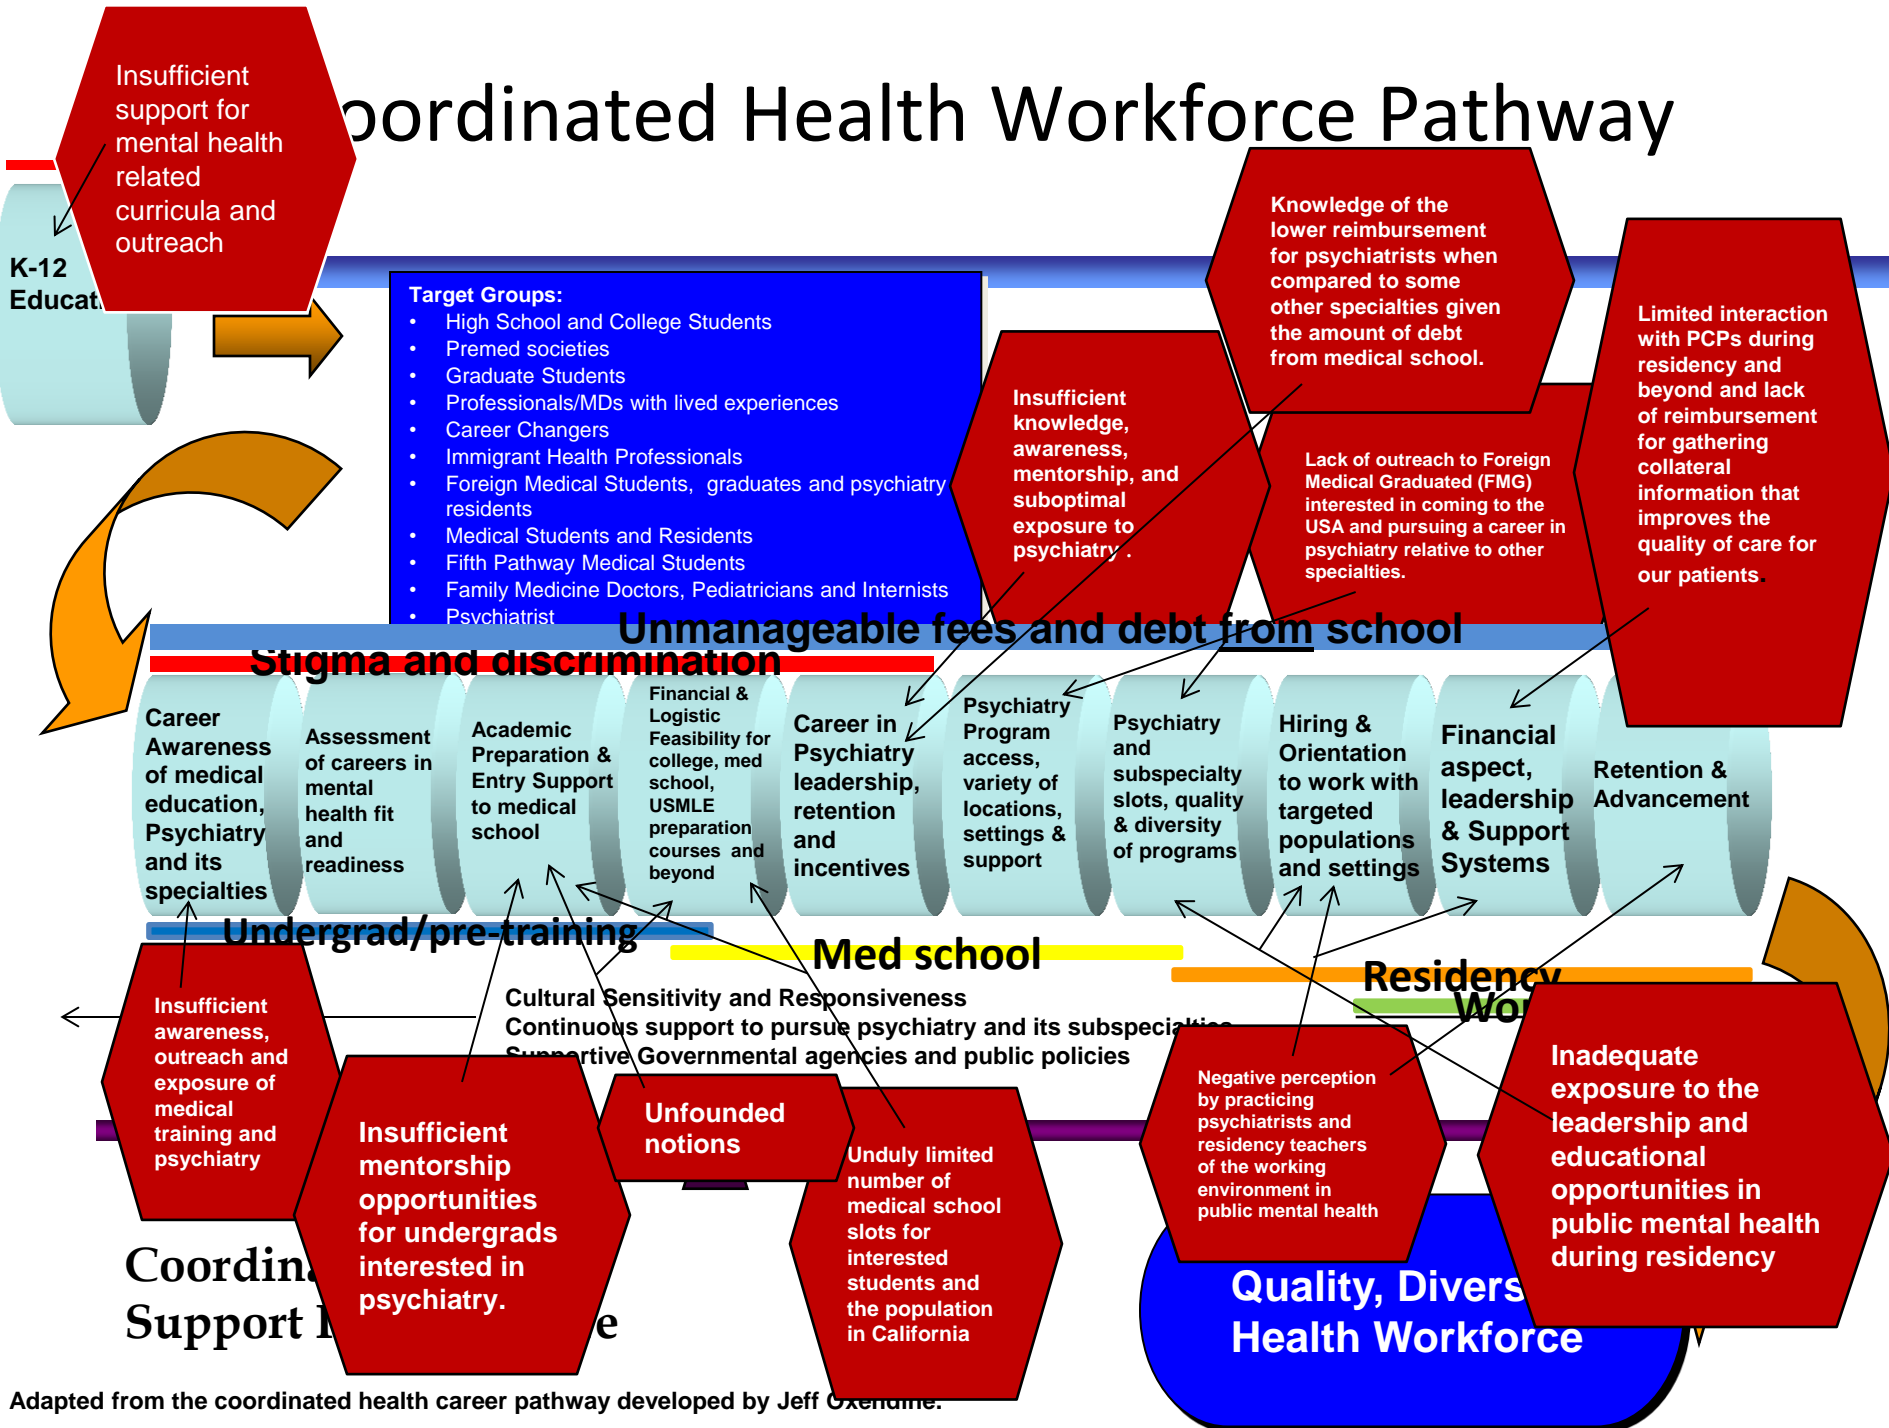 Insufficient
support for
mental health
related
curricula and
outreach
oordinated Health Workforce Pathway
K-12
Educati
Target Groups:
• High School and College Students
• Premed societies
• Graduate Students
• Professionals/MDs with lived experiences
• Career Changers
• Immigrant Health Professionals
• Foreign Medical Students, graduates and psychiatry
residents
• Medical Students and Residents
• Fifth Pathway Medical Students
• Family Medicine Doctors, Pediatricians and Internists
• Psychiatrist
Insufficient
knowledge,
awareness,
mentorship, and
suboptimal
exposure to
psychiatry .
Knowledge of the
lower reimbursement
for psychiatrists when
compared to some
other specialties given
the amount of debt
from medical school.
Lack of outreach to Foreign
Medical Graduated (FMG)
interested in coming to the
USA and pursuing a career in
psychiatry relative to other
specialties.
Limited interaction
with PCPs during
residency and
beyond and lack
of reimbursement
for gathering
collateral
information that
improves the
quality of care for
our patients.
Unmanageable fees and debt from school
Stigma and discrimination
Career
Awareness
of medical
education,
Psychiatry
and its
specialties
Assessment
of careers in
mental
health fit
and
readiness
Academic
Preparation &
Entry Support
to medical
school
Financial &
Logistic
Feasibility for
college, med
school,
USMLE
preparation
courses and
beyond
Career in
Psychiatry
leadership,
retention
and
incentives
Psychiatry
Program
access,
variety of
locations,
settings &
support
Psychiatry
and
subspecialty
slots, quality
& diversity
of programs
Hiring &
Orientation
to work with
targeted
populations
and settings
Financial
aspect,
leadership
& Support
Systems
Retention &
Advancement
Undergrad/pre-training
Med school
Residency
Wor
Cultural Sensitivity and Responsiveness
Continuous support to pursue psychiatry and its subspecialties
Supportive Governmental agencies and public policies
Insufficient
awareness,
outreach and
exposure of
medical
training and
psychiatry
Insufficient
mentorship
opportunities
for undergrads
interested in
psychiatry.
Unfounded
notions
Unduly limited
number of
medical school
slots for
interested
students and
the population
in California
Negative perception
by practicing
psychiatrists and
residency teachers
of the working
environment in
public mental health
Inadequate
exposure to the
leadership and
educational
opportunities in
public mental health
during residency
Coordina
Support I e
Quality, Divers
Health Workforce
Adapted from the coordinated health career pathway developed by Jeff Oxendine.